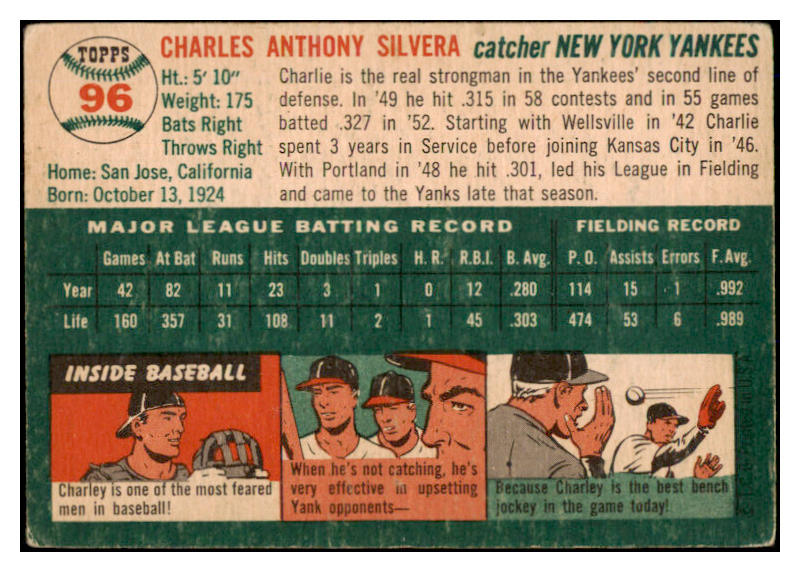 TOPPS
96
CHARLES ANTHONY SILVERA catcher NEW YORK YANKEES
Ht.: 5' 10"
Weight: 175
Bats Right
Throws Right
Home: San Jose, California
Born: October 13, 1924
Charlie is the real strongman in the Yankees' second line of
defense. In '49 he hit .315 in 58 contests and in 55 games
batted .327 in '52. Starting with Wellsville in '42 Charlie
spent 3 years in Service before joining Kansas City in '46.
With Portland in '48 he hit .301, led his League in Fielding
and came to the Yanks late that season.
MAJOR LEAGUE BATTING RECORD FIELDING RECORD
Games At Bat Runs Hits Doubles Triples H. R. R.B.I. B. Avg. P. O. Assists Errors F. Avg.
Year 42 82 11 23 3 1 0 12 .280 114 15 1 .992
Life 160 357 31 108 11 2 1 45 .303 474 53 6 .989
INSIDE BASEBALL
Charley is one of the most feared
men in baseball!
When he's not catching, he's
very effective in upsetting
Yank opponents—
Because Charley is the best bench
jockey in the game today!